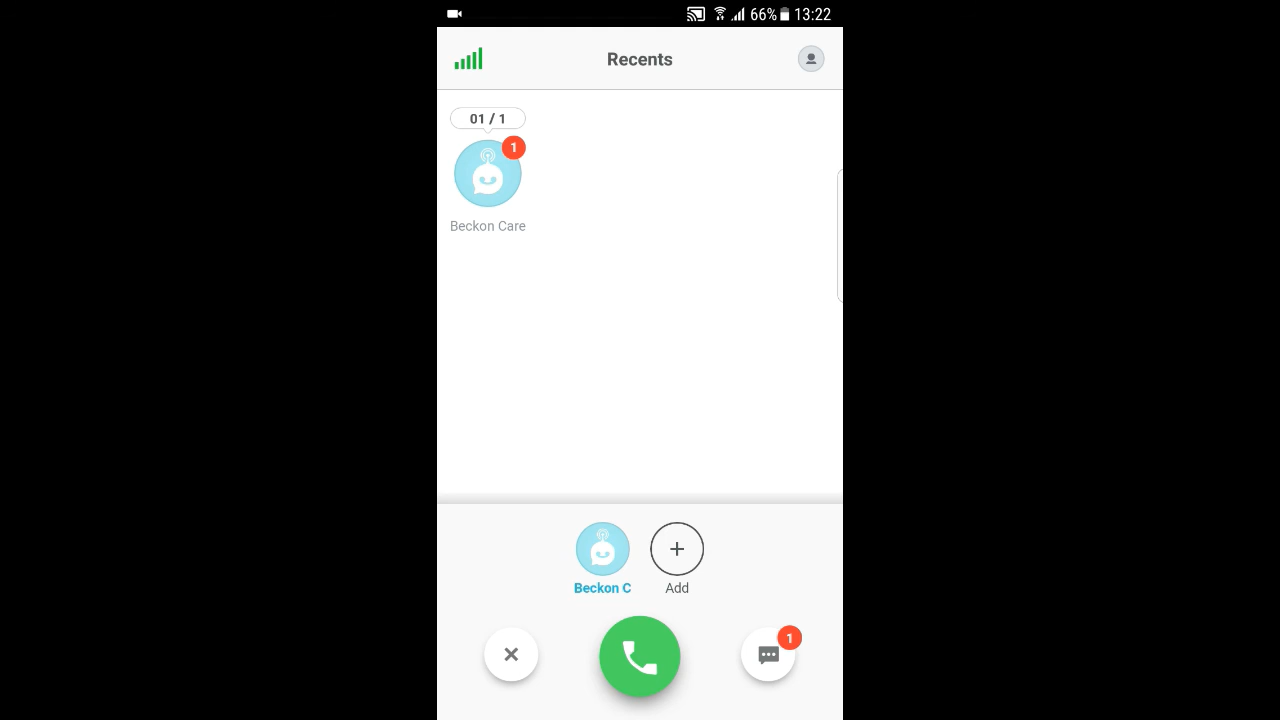 66% 13:22
Recents
01 / 1
1
Beckon Care
Beckon C
Add
1